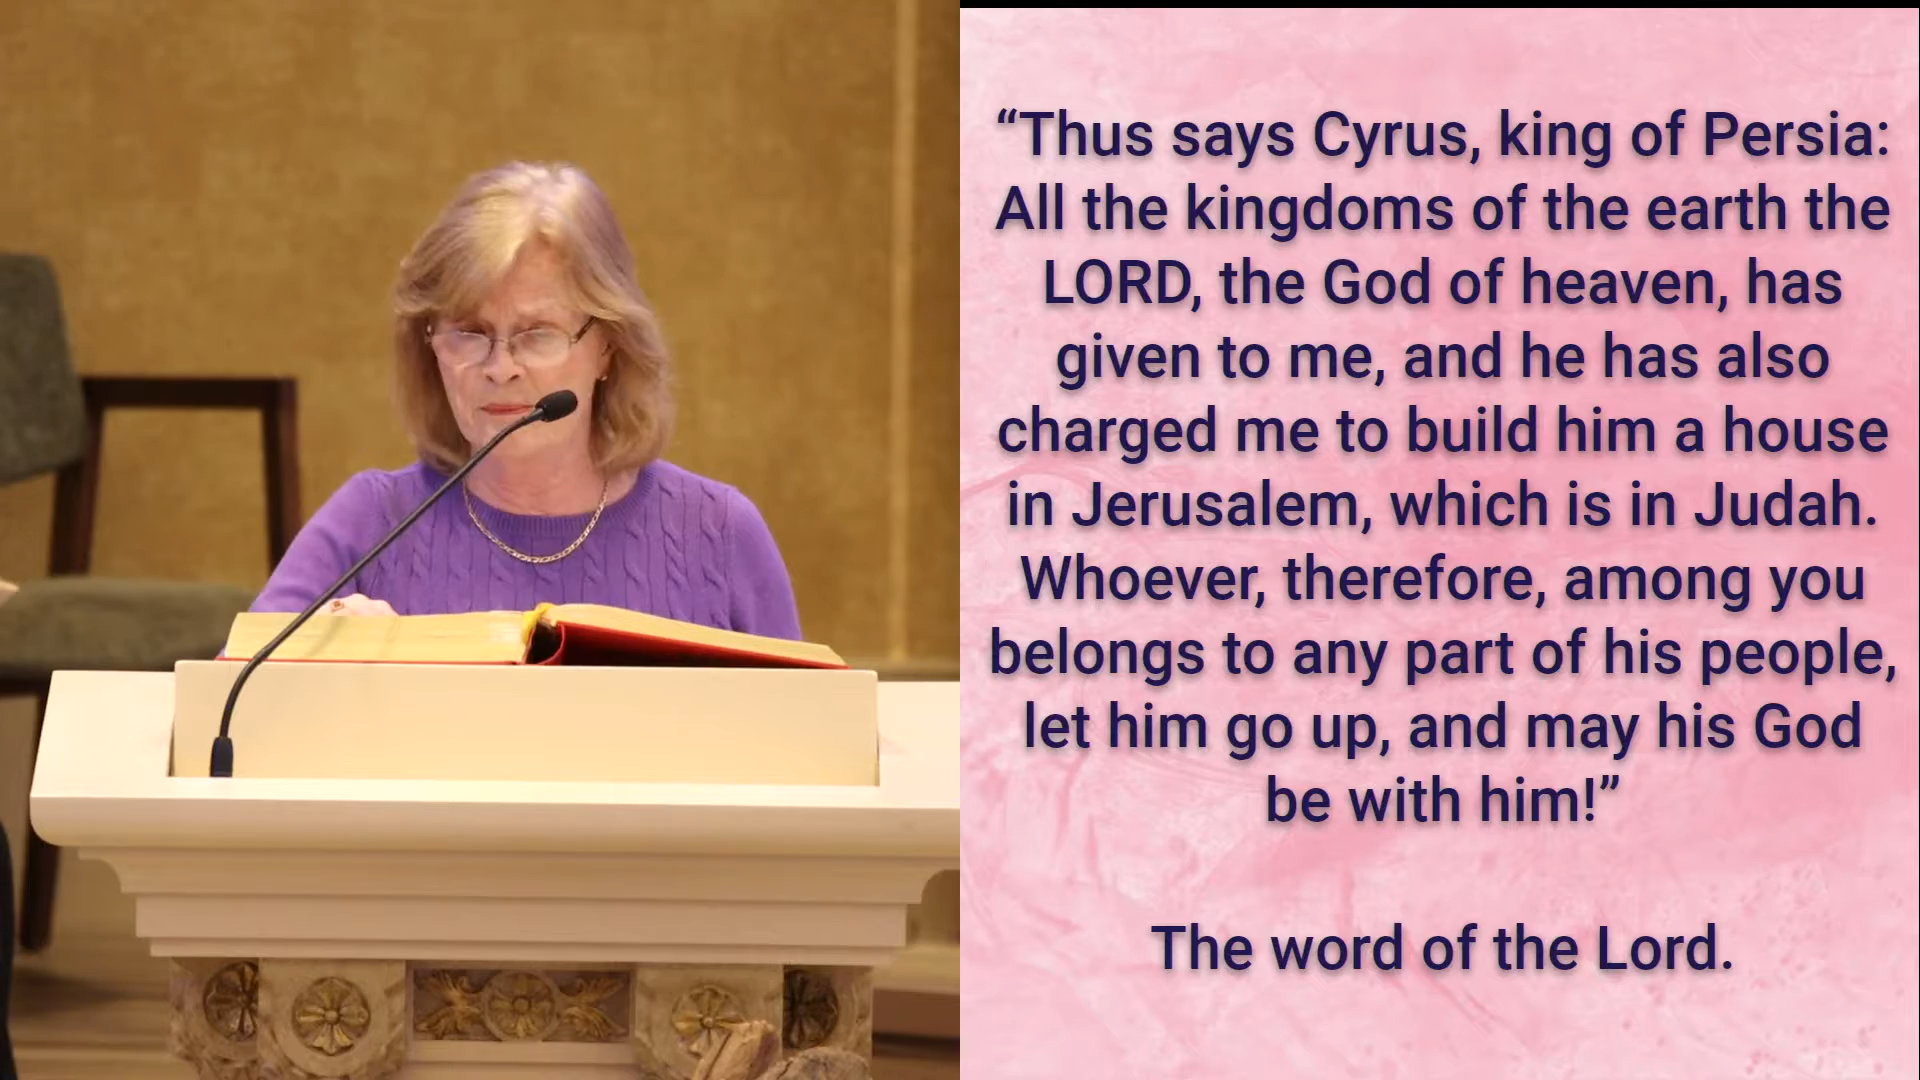 “Thus says Cyrus, king of Persia:
All the kingdoms of the earth the
LORD, the God of heaven, has
given to me, and he has also
charged me to build him a house
in Jerusalem, which is in Judah.
Whoever, therefore, among you
belongs to any part of his people,
let him go up, and may his God
be with him!”
The word of the Lord.